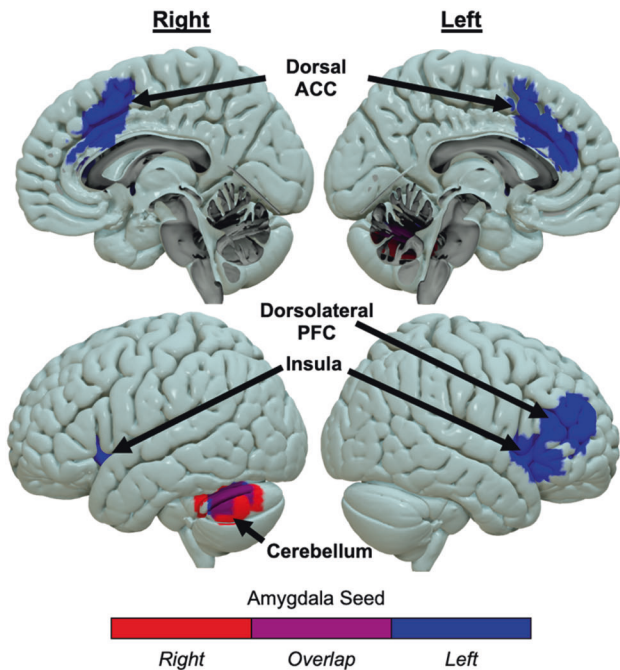 Right Left
Dorsal
ACC
Dorsolateral
PFC
Insula
Cerebellum
Amygdala Seed
Right Overlap Left